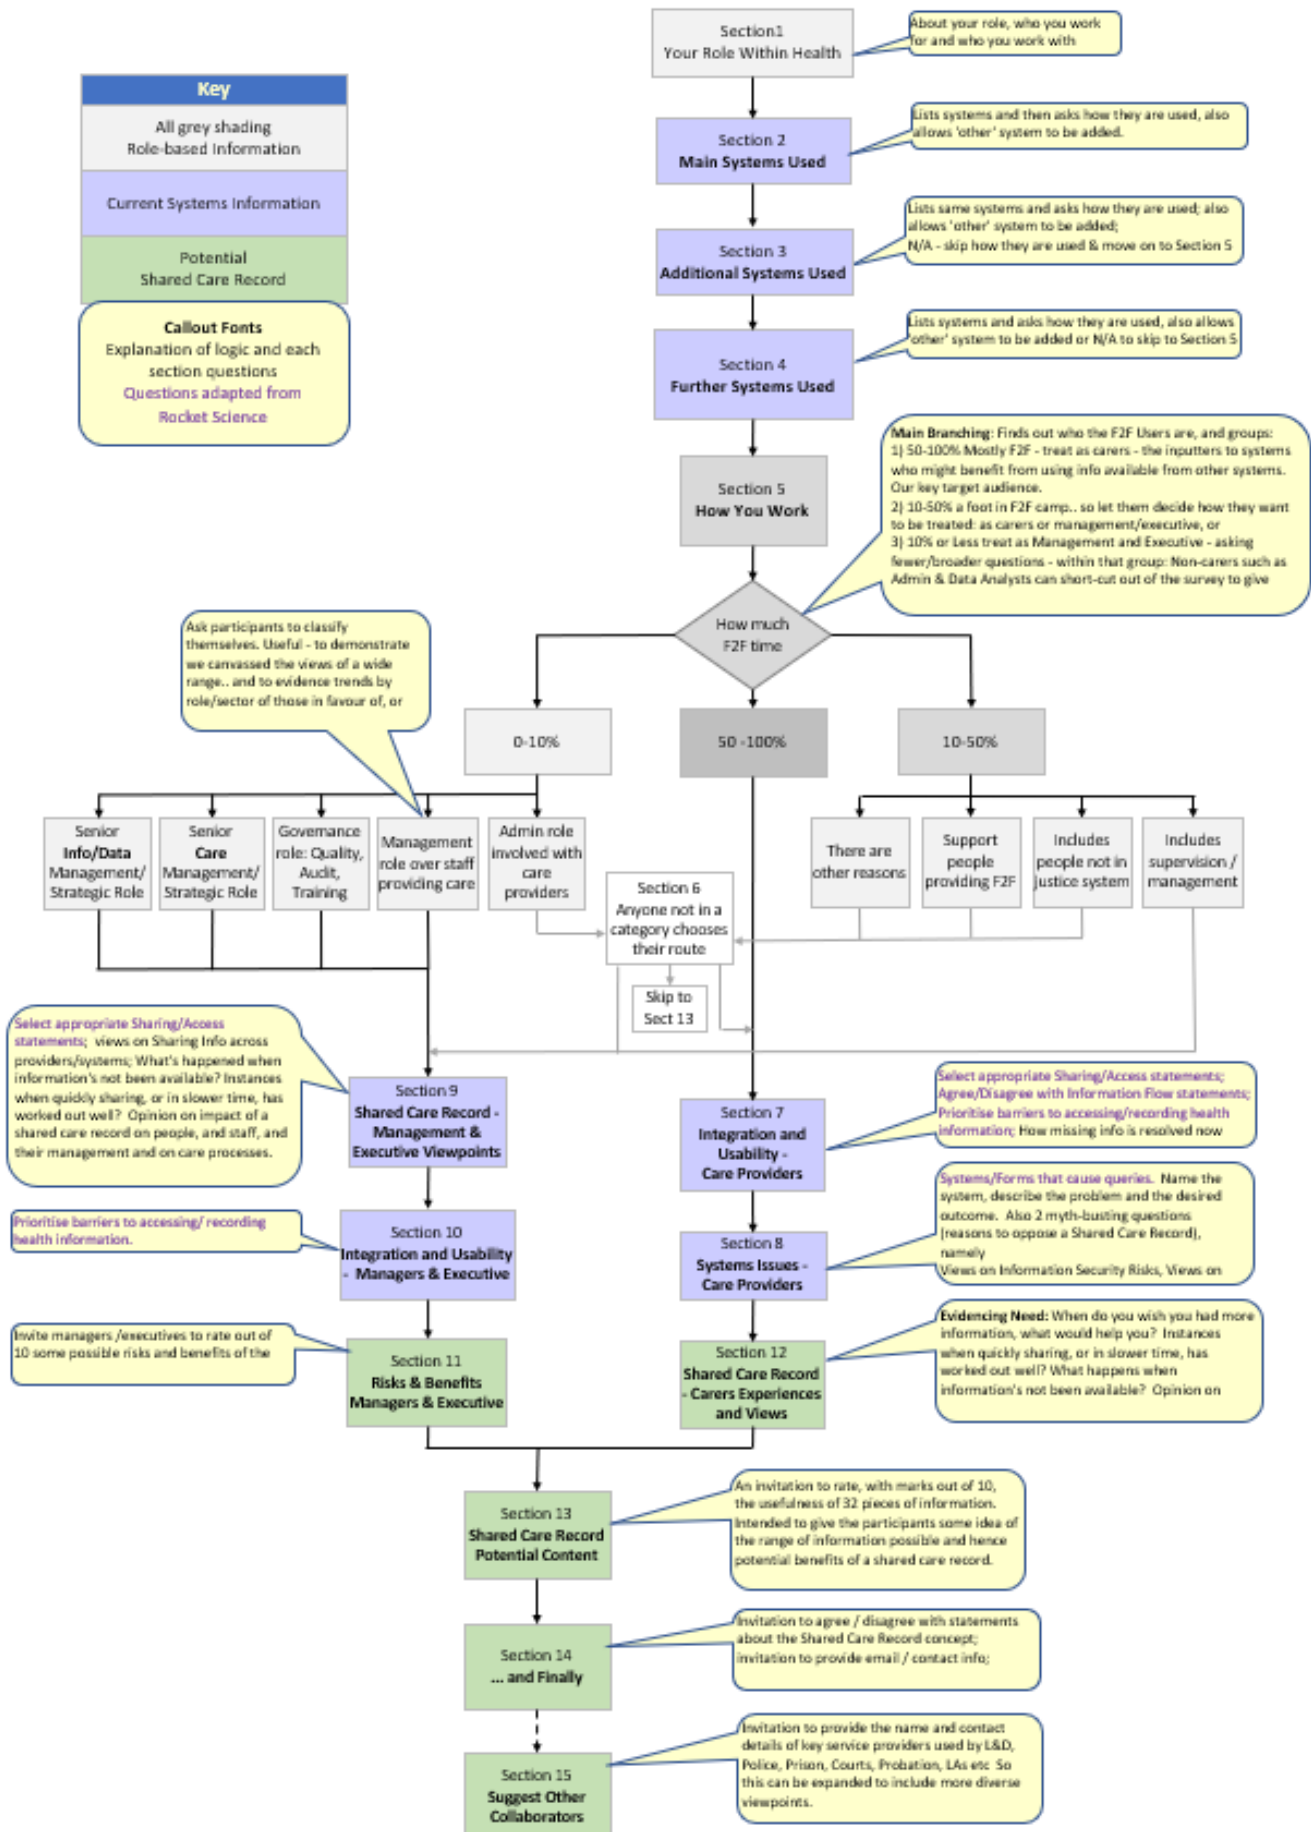 Section1
Your Role Within Health
About your role, who you work
for and who you work with
Key
All grey shading
Role-based Information
Current Systems Information
Potential
Shared Care Record
Callout Fonts
Explanation of logic and each
section questions
Questions adapted from
Rocket Science
Section 2
Main Systems Used
Lists systems and then asks how they are used, also
allows 'other' system to be added.
Section 3
Additional Systems Used
Lists same systems and asks how they are used; also
allows 'other' system to be added;
N/A - skip how they are used & move on to Section 5
Section 4
Further Systems Used
Lists systems and asks how they are used, also allows
'other' system to be added or N/A to skip to Section 5
Section 5
How You Work
Main Branching: Finds out who the F2F Users are, and groups:
1) 50-100% Mostly F2F - treat as carers - the inputters to systems
who might benefit from using info available from other systems.
Our key target audience.
2) 10-50% a foot in F2F camp.. so let them decide how they want
to be treated: as carers or management/executive, or
3) 10% or Less treat as Management and Executive - asking
fewer/broader questions - within that group: Non-carers such as
Admin & Data Analysts can short-cut out of the survey to give
How much
F2F time
Ask participants to classify
themselves. Useful - to demonstrate
we canvassed the views of a wide
range.. and to evidence trends by
role/sector of those in favour of, or
0-10%
50 -100%
10-50%
Senior
Info/Data
Management/
Strategic Role
Senior
Care
Management/
Strategic Role
Governance
role: Quality,
Audit,
Training
Management
role over staff
providing care
Admin role
involved with
care
providers
Section 6
Anyone not in a
category chooses
their route
Skip to
Sect 13
There are
other reasons
Support
people
providing F2F
Includes
people not in
justice system
Includes
supervision /
management
Select appropriate Sharing/Access
statements; views on Sharing Info across
providers/systems; What's happened when
information's not been available? Instances
when quickly sharing, or in slower time, has
worked out well? Opinion on impact of a
shared care record on people, and staff, and
their management and on care processes.
Section 9
Shared Care Record -
Management &
Executive Viewpoints
Section 7
Integration and
Usability -
Care Providers
Select appropriate Sharing/Access statements;
Agree/Disagree with Information Flow statements;
Prioritise barriers to accessing/recording health
information; How missing info is resolved now
Prioritise barriers to accessing/ recording
health information.
Section 10
Integration and Usability
- Managers & Executive
Section 8
Systems Issues -
Care Providers
Systems/Forms that cause queries. Name the
system, describe the problem and the desired
outcome. Also 2 myth-busting questions
(reasons to oppose a Shared Care Record),
namely
Views on Information Security Risks, Views on
Invite managers /executives to rate out of
10 some possible risks and benefits of the
Section 11
Risks & Benefits
Managers & Executive
Section 12
Shared Care Record
- Carers Experiences
and Views
Evidencing Need: When do you wish you had more
information, what would help you? Instances
when quickly sharing, or in slower time, has
worked out well? What happens when
information's not been available? Opinion on
Section 13
Shared Care Record
Potential Content
An invitation to rate, with marks out of 10,
the usefulness of 32 pieces of information.
Intended to give the participants some idea of
the range of information possible and hence
potential benefits of a shared care record.
Section 14
... and Finally
Invitation to agree / disagree with statements
about the Shared Care Record concept;
invitation to provide email / contact info;
Section 15
Suggest Other
Collaborators
Invitation to provide the name and contact
details of key service providers used by L&D,
Police, Prison, Courts, Probation, LAs etc So
this can be expanded to include more diverse
viewpoints.